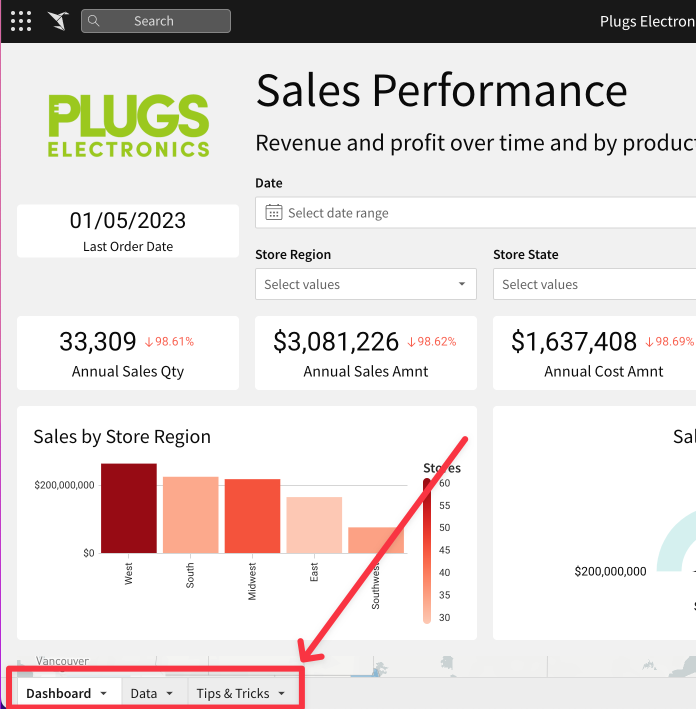 Search
Plugs Electron
PLUGS
ELECTRONICS
Sales Performance
Revenue and profit over time and by produc
Date
Select date range
01/05/2023
Last Order Date
Store Region
Store State
Select values
Select values
33,309 ↓98.61%
Annual Sales Qty
$3,081,226 ↓98.62%
Annual Sales Amnt
$1,637,408 ↓98.69%
Annual Cost Amnt
Sales by Store Region
Sal
Stores
$200,000,000
$0
West
South
Midwest
East
Southwest
60
55
50
45
40
35
30
$200,000,000
Vancouver
Dashboard
Data
Tips & Tricks